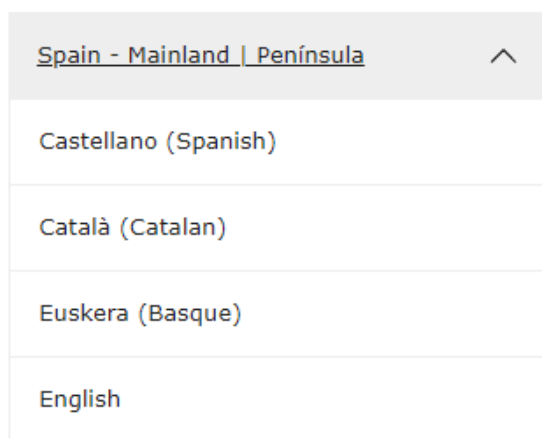 Spain - Mainland | Península
Castellano (Spanish)
Català (Catalan)
Euskera (Basque)
English